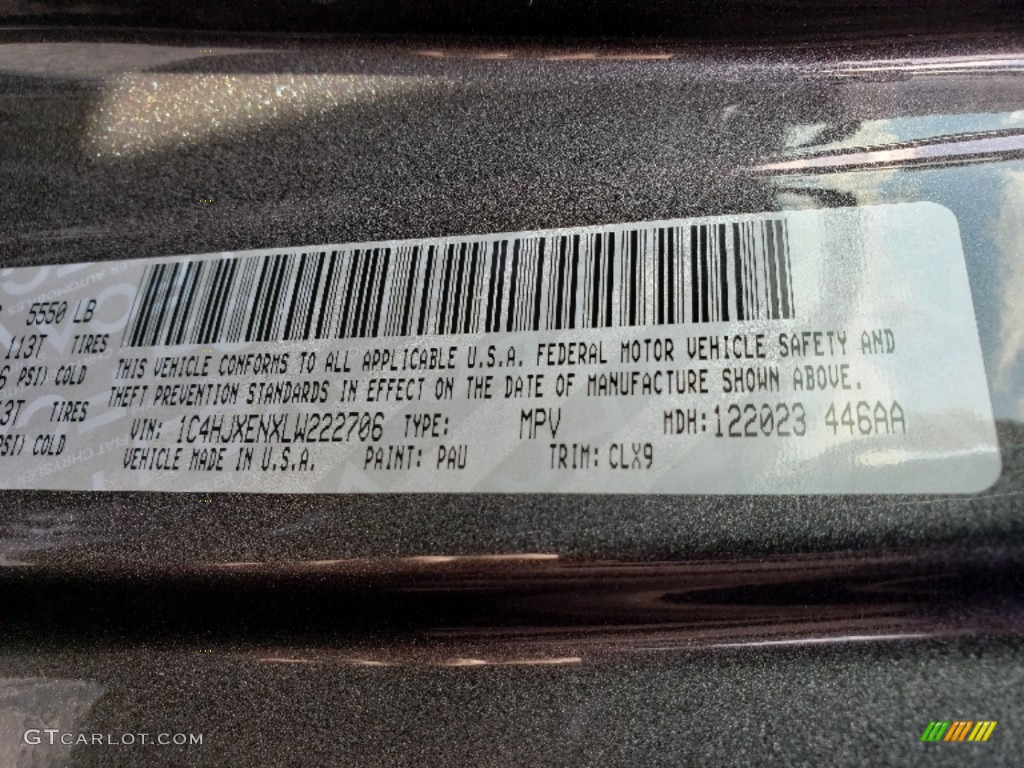 5550 LB
113T TIRES
PSI) COLD
13T TIRES
PSI) COLD
THIS VEHICLE CONFORMS TO ALL APPLICABLE U.S.A. FEDERAL MOTOR VEHICLE SAFETY AND
THEFT PREVENTION STANDARDS IN EFFECT ON THE DATE OF MANUFACTURE SHOWN ABOVE.
VIN: 1C4HJXENXLW222706 TYPE: MPV MDH:122023 446AA
VEHICLE MADE IN U.S.A. PAINT: PAU TRIM: CLX9
GTCARLOT.COM